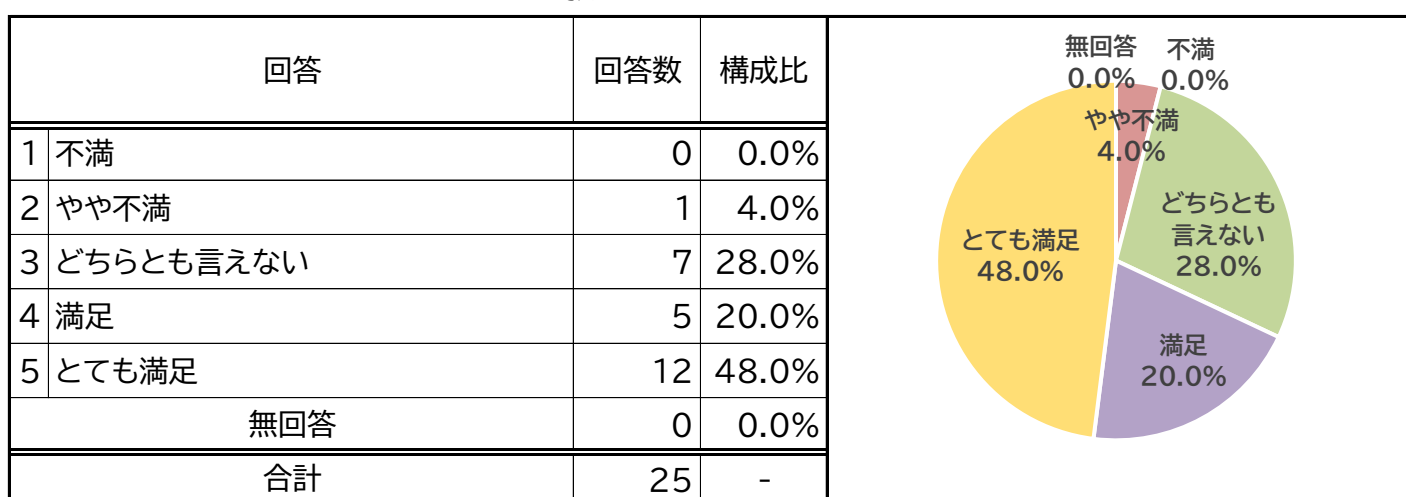 回答 回答数 構成比
1 不満 0 0.0%
2 やや不満 1 4.0%
3 どちらとも言えない 7 28.0%
4 満足 5 20.0%
5 とても満足 12 48.0%
無回答 0 0.0%
合計 25 -
無回答
0.0%
不満
0.0%
やや不満
4.0%
どちらとも
言えない
28.0%
満足
20.0%
とても満足
48.0%